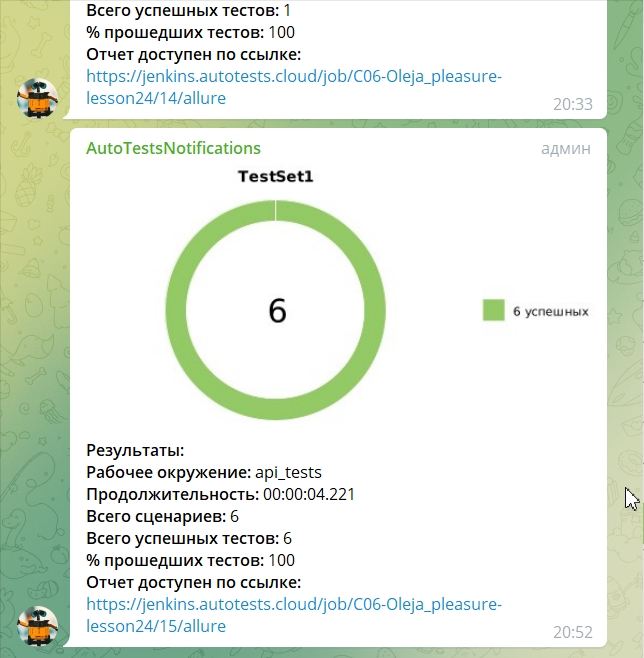 Всего успешных тестов: 1
% прошедших тестов: 100
Отчет доступен по ссылке:
https://jenkins.autotests.cloud/job/C06-Oleja_pleasure-
lesson24/14/allure
20:33
AutoTestsNotifications
админ
TestSet1
6
6 успешных
Результаты:
Рабочее окружение: api_tests
Продолжительность: 00:00:04.221
Всего сценариев: 6
Всего успешных тестов: 6
% прошедших тестов: 100
Отчет доступен по ссылке:
https://jenkins.autotests.cloud/job/C06-Oleja_pleasure-
lesson24/15/allure
20:52